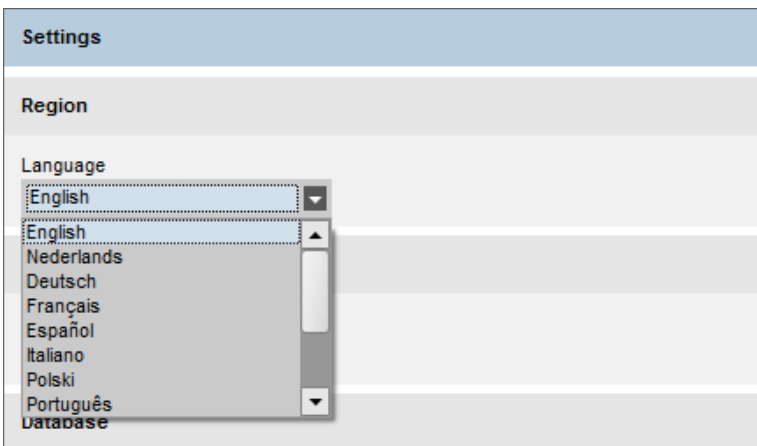 Settings
Region
Language
English
English
Nederlands
Deutsch
Français
Español
Italiano
Polski
Português
Database